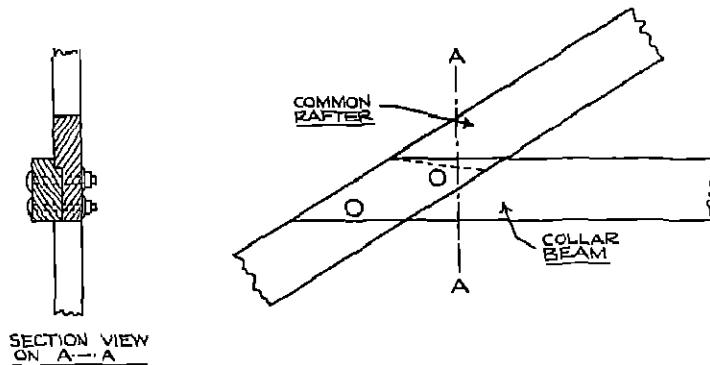 SECTION VIEW
ON A–A
A
COMMON
RAFTER
COLLAR
BEAM
A